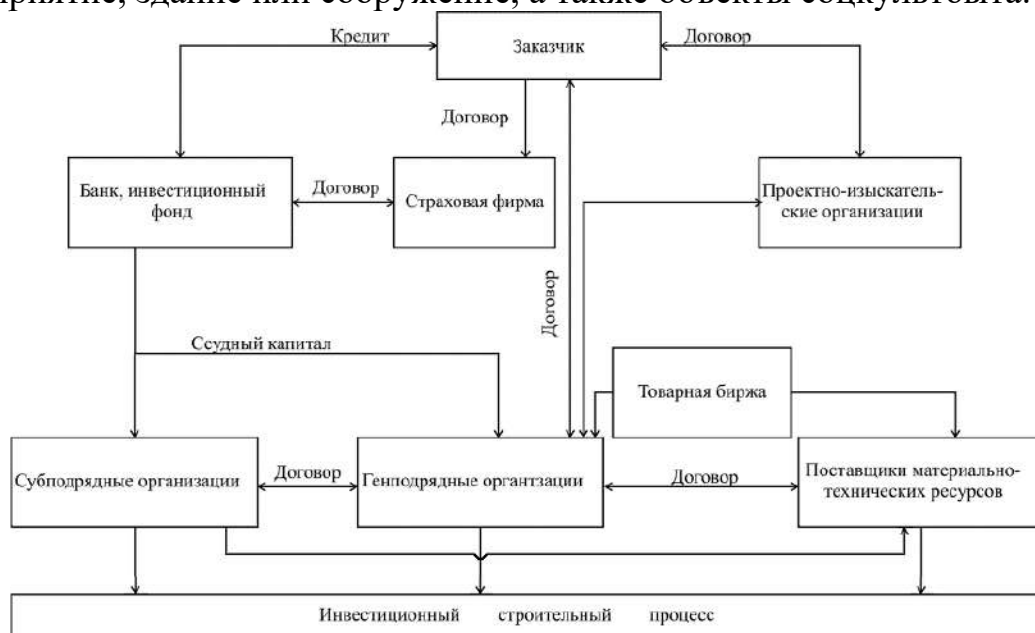 приятие, здание или сооружение, а также объекты соцкультбыта.
Кредит
Заказчик
Договор
Договор
Банк, инвестиционный
фонд
Договор
Страховая фирма
Проектно-изыскатель-
ские организации
Договор
Ссудный капитал
Товарная биржа
Субподрядные организации
Договор
Генподрядные органтзации
Договор
Поставщики материально-
технических ресурсов
Инвестиционный строительный процесс